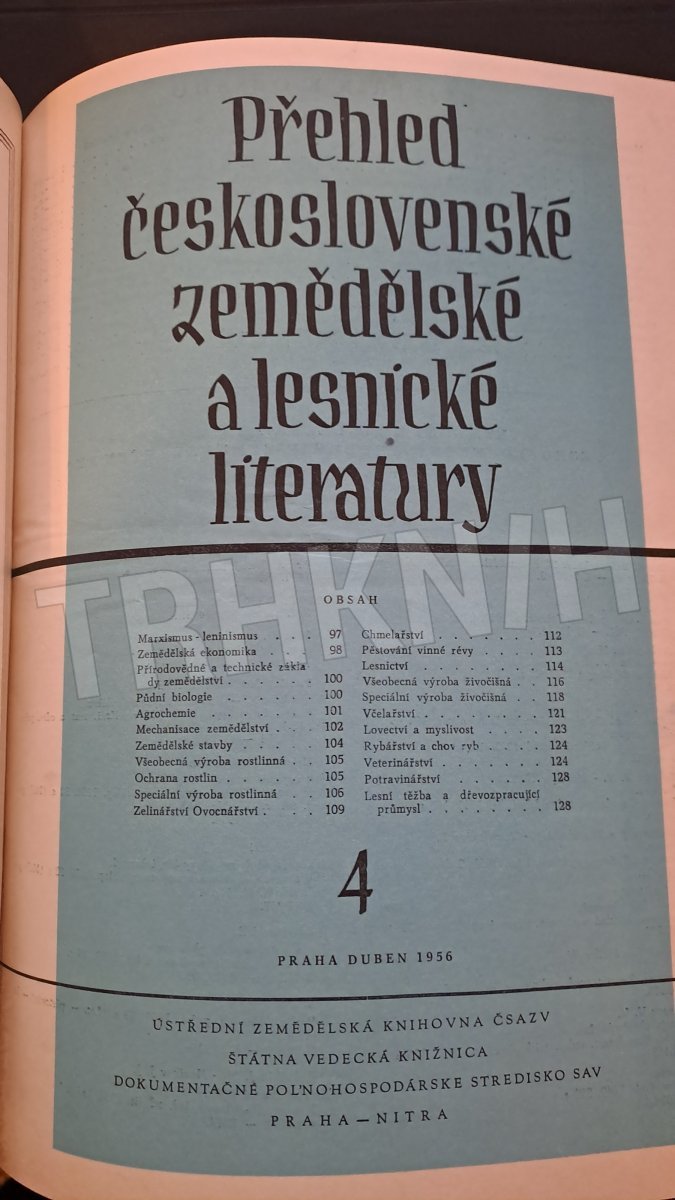 Přehled
československé
zemědělské
a lesnické
literatury
OBSAH
Marxismus - leninismus . . . 97
Zemědělská ekonomika . . . 98
Přírodovědné a technické zákla
dy zemědělství . . . . . . 100
Půdní biologie . . . . . 100
Agrochemie . . . . . . 101
Mechanisace zemědělství . . . 102
Zemědělské stavby . . . . . 104
Všeobecná výroba rostlinná . . 105
Ochrana rostlin . . . . . 105
Speciální výroba rostlinná . . 106
Zelinářství Ovocnářství . . . . 109
Chmelařství . . . . . . . 112
Pěstování vinné révy . . . . 113
Lesnictví . . . . . . . 114
Všeobecná výroba živočišná . . 116
Speciální výroba živočišná . . 118
Včelařství . . . . . . . 121
Lovectví a myslivost . . . . 123
Rybářství a chov ryb . . . . 124
Veterinářství . . . . . . 124
Potravinářství . . . . . . 128
Lesní těžba a dřevozpracující
průmysl . . . . . . . . 128
4
PRAHA DUBEN 1956
ÚSTŘEDNÍ ZEMĚDĚLSKÁ KNIHOVNA ČSAZV
ŠTÁTNA VEDECKÁ KNIŽNICA
DOKUMENTAČNÉ POĽNOHOSPODÁRSKE STREDISKO SAV
PRAHA — NITRA
TRHKNIH